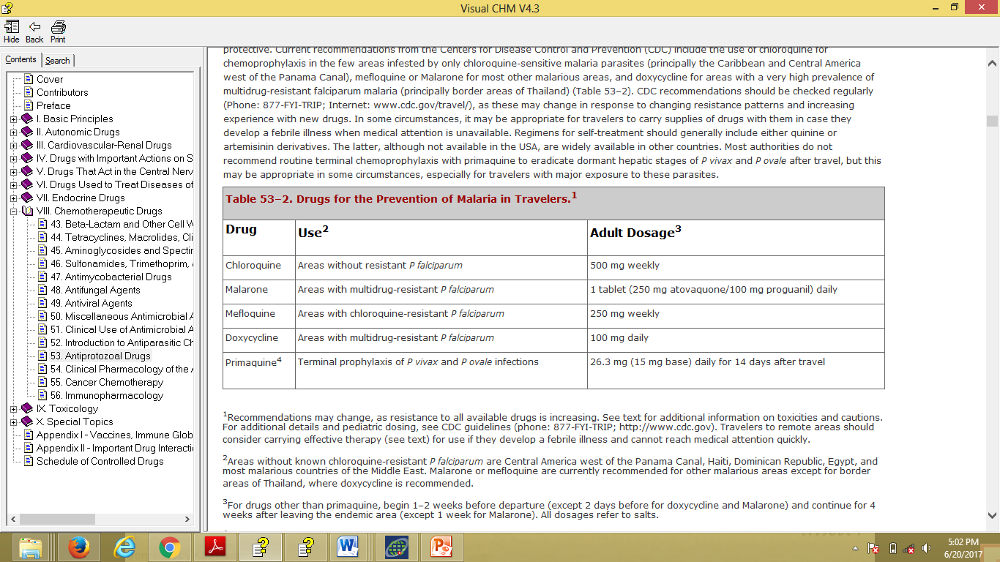 Visual CHM V4.3
Hide Back Print
Contents Search
Cover
Contributors
Preface
I. Basic Principles
II. Autonomic Drugs
III. Cardiovascular-Renal Drugs
IV. Drugs with Important Actions on S
V. Drugs That Act in the Central Nerv
VI. Drugs Used to Treat Diseases of
VII. Endocrine Drugs
VIII. Chemotherapeutic Drugs
43. Beta-Lactam and Other Cell W
44. Tetracyclines, Macrolides, Cli
45. Aminoglycosides and Spectin
46. Sulfonamides, Trimethoprim,
47. Antimycobacterial Drugs
48. Antifungal Agents
49. Antiviral Agents
50. Miscellaneous Antimicrobial A
51. Clinical Use of Antimicrobial A
52. Introduction to Antiparasitic Ch
53. Antiprotozoal Drugs
54. Clinical Pharmacology of the A
55. Cancer Chemotherapy
56. Immunopharmacology
IX. Toxicology
X. Special Topics
Appendix I - Vaccines, Immune Glob
Appendix II - Important Drug Interacti
Schedule of Controlled Drugs
protective. Current recommendations from the Centers for Disease Control and Prevention (CDC) include the use of chloroquine for
chemoprophylaxis in the few areas infested by only chloroquine-sensitive malaria parasites (principally the Caribbean and Central America
west of the Panama Canal), mefloquine or Malarone for most other malarious areas, and doxycycline for areas with a very high prevalence of
multidrug-resistant falciparum malaria (principally border areas of Thailand) (Table 53–2). CDC recommendations should be checked regularly
(Phone: 877-FYI-TRIP; Internet: www.cdc.gov/travel/), as these may change in response to changing resistance patterns and increasing
experience with new drugs. In some circumstances, it may be appropriate for travelers to carry supplies of drugs with them in case they
develop a febrile illness when medical attention is unavailable. Regimens for self-treatment should generally include either quinine or
artemisinin derivatives. The latter, although not available in the USA, are widely available in other countries. Most authorities do not
recommend routine terminal chemoprophylaxis with primaquine to eradicate dormant hepatic stages of P vivax and P ovale after travel, but this
may be appropriate in some circumstances, especially for travelers with major exposure to these parasites.
Table 53–2. Drugs for the Prevention of Malaria in Travelers.1
Drug Use2 Adult Dosage3
Chloroquine Areas without resistant P falciparum 500 mg weekly
Malarone Areas with multidrug-resistant P falciparum 1 tablet (250 mg atovaquone/100 mg proguanil) daily
Mefloquine Areas with chloroquine-resistant P falciparum 250 mg weekly
Doxycycline Areas with multidrug-resistant P falciparum 100 mg daily
Primaquine4 Terminal prophylaxis of P vivax and P ovale infections 26.3 mg (15 mg base) daily for 14 days after travel
1Recommendations may change, as resistance to all available drugs is increasing. See text for additional information on toxicities and cautions.
For additional details and pediatric dosing, see CDC guidelines (phone: 877-FYI-TRIP; http://www.cdc.gov). Travelers to remote areas should
consider carrying effective therapy (see text) for use if they develop a febrile illness and cannot reach medical attention quickly.
2Areas without known chloroquine-resistant P falciparum are Central America west of the Panama Canal, Haiti, Dominican Republic, Egypt, and
most malarious countries of the Middle East. Malarone or mefloquine are currently recommended for other malarious areas except for border
areas of Thailand, where doxycycline is recommended.
3For drugs other than primaquine, begin 1–2 weeks before departure (except 2 days before for doxycycline and Malarone) and continue for 4
weeks after leaving the endemic area (except 1 week for Malarone). All dosages refer to salts.
5:02 PM
6/20/2017